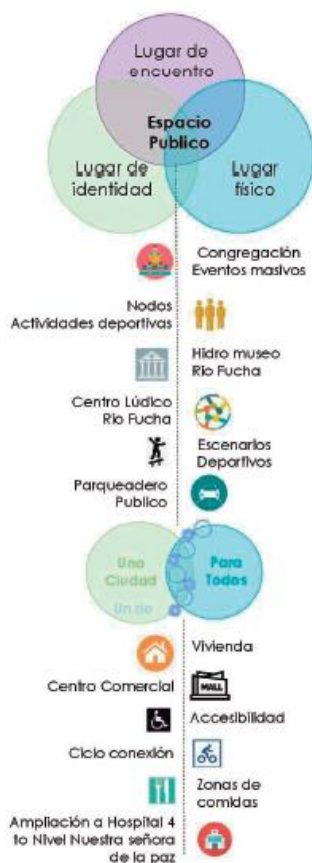 Lugar de
encuentro
Espacio
Publico
Lugar de
identidad
Lugar
físico
Congregación
Eventos masivos
Nodos
Actividades deportivas
Hidro museo
Rio Fucha
Centro Lúdico
Rio Fucha
Escenarios
Deportivos
Parqueadero
Publico
Una
Ciudad
Para
Todos
Un rio
Vivienda
Centro Comercial
MALL
Accesibilidad
Ciclo conexión
Zonas de
comidas
Ampliación a Hospital 4
to Nivel Nuestra señora
de la paz